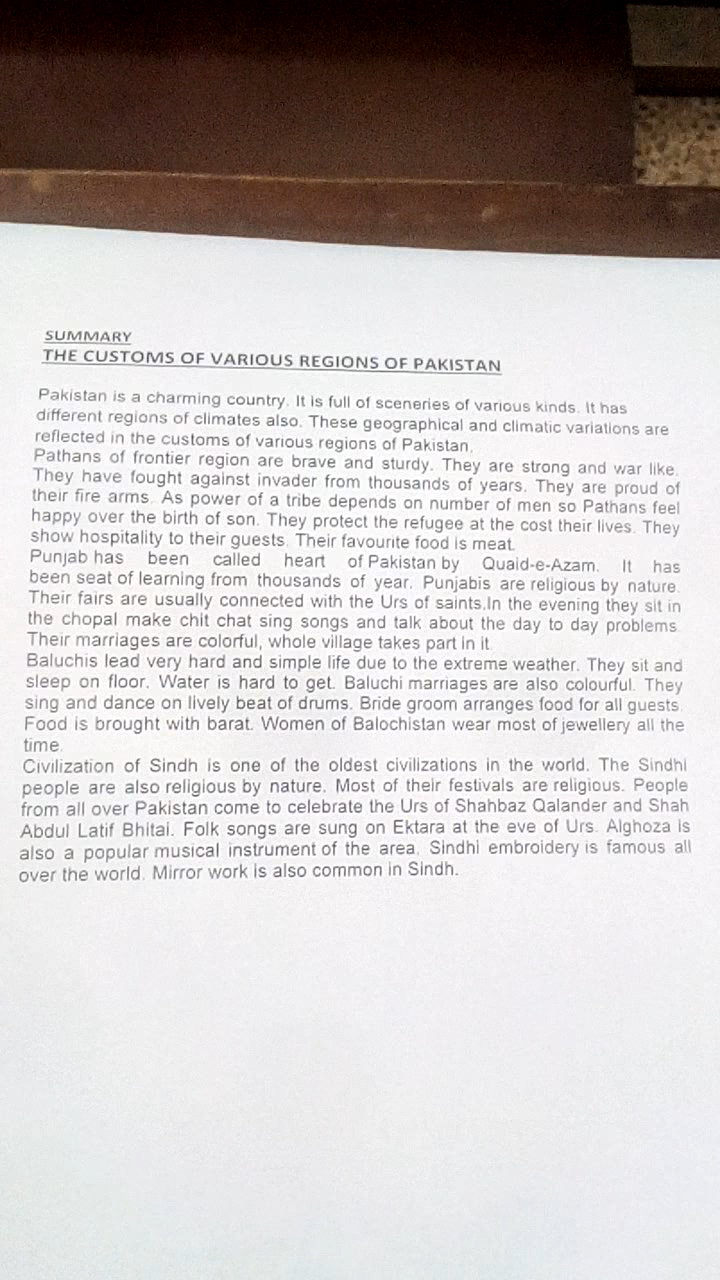 SUMMARY
THE CUSTOMS OF VARIOUS REGIONS OF PAKISTAN
Pakistan is a charming country. It is full of sceneries of various kinds. It has
different regions of climates also. These geographical and climatic variations are
reflected in the customs of various regions of Pakistan.
Pathans of frontier region are brave and sturdy. They are strong and war like.
They have fought against invader from thousands of years. They are proud of
their fire arms. As power of a tribe depends on number of men so Pathans feel
happy over the birth of son. They protect the refugee at the cost their lives. They
show hospitality to their guests. Their favourite food is meat.
Punjab has been called heart of Pakistan by Quaid-e-Azam. It has
been seat of learning from thousands of year. Punjabis are religious by nature.
Their fairs are usually connected with the Urs of saints.In the evening they sit in
the chopal make chit chat sing songs and talk about the day to day problems.
Their marriages are colorful, whole village takes part in it.
Baluchis lead very hard and simple life due to the extreme weather. They sit and
sleep on floor. Water is hard to get. Baluchi marriages are also colourful. They
sing and dance on lively beat of drums. Bride groom arranges food for all guests.
Food is brought with barat. Women of Balochistan wear most of jewellery all the
time.
Civilization of Sindh is one of the oldest civilizations in the world. The Sindhi
people are also religious by nature. Most of their festivals are religious. People
from all over Pakistan come to celebrate the Urs of Shahbaz Qalander and Shah
Abdul Latif Bhitai. Folk songs are sung on Ektara at the eve of Urs. Alghoza is
also a popular musical instrument of the area. Sindhi embroidery is famous all
over the world. Mirror work is also common in Sindh.